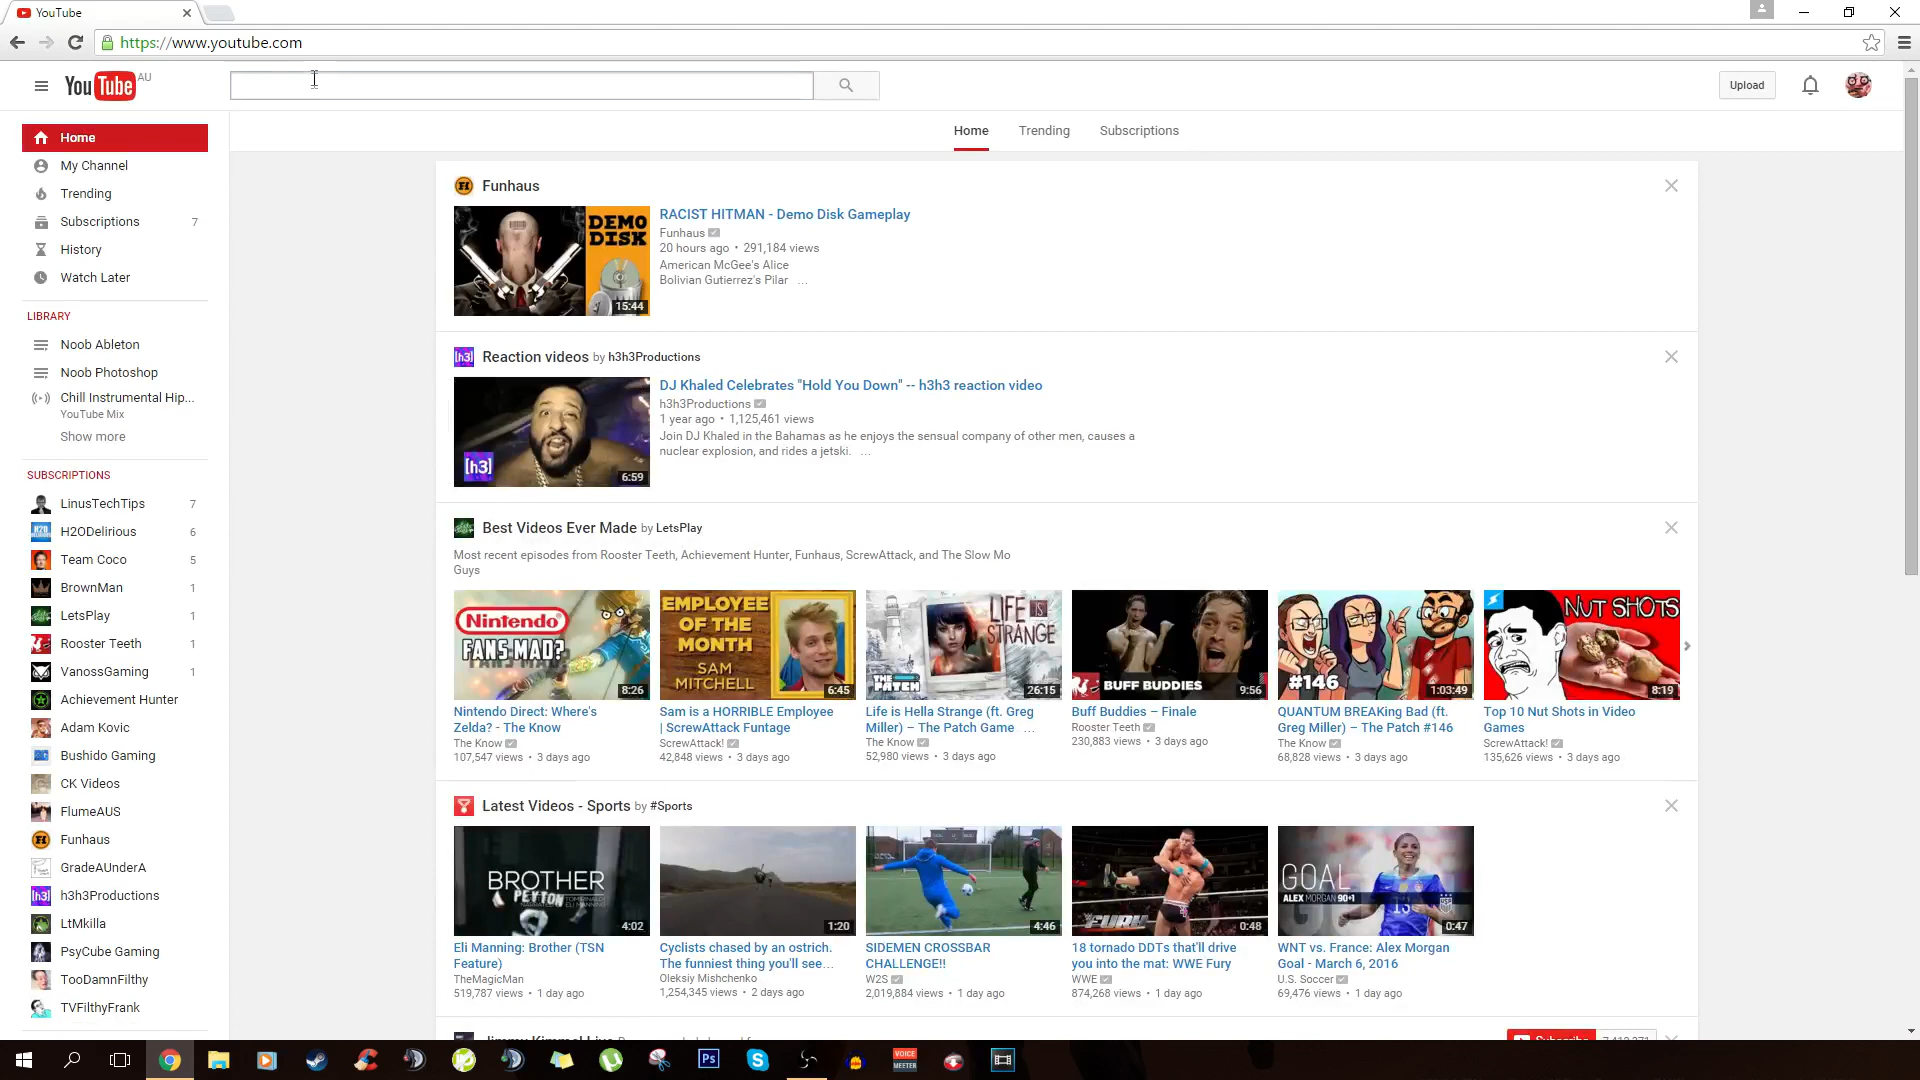 YouTube
https://www.youtube.com
YouTube AU
Upload
Home
My Channel
Trending
Subscriptions 7
History
Watch Later
LIBRARY
Noob Ableton
Noob Photoshop
Chill Instrumental Hip...
YouTube Mix
Show more
SUBSCRIPTIONS
LinusTechTips 7
H2ODelirious 6
Team Coco 5
BrownMan 1
LetsPlay 1
Rooster Teeth 1
VanossGaming 1
Achievement Hunter
Adam Kovic
Bushido Gaming
CK Videos
FlumeAUS
Funhaus
GradeAUnderA
h3h3Productions
LtMkilla
PsyCube Gaming
TooDamnFilthy
TVFilthyFrank
Home Trending Subscriptions
Funhaus
DEMO
DISK
15:44
RACIST HITMAN - Demo Disk Gameplay
Funhaus
20 hours ago • 291,184 views
American McGee's Alice
Bolivian Gutierrez's Pilar ...
[h3] Reaction videos by h3h3Productions
[h3]
6:59
DJ Khaled Celebrates "Hold You Down" -- h3h3 reaction video
h3h3Productions
1 year ago • 1,125,461 views
Join DJ Khaled in the Bahamas as he enjoys the sensual company of other men, causes a
nuclear explosion, and rides a jetski. ...
Best Videos Ever Made by LetsPlay
Most recent episodes from Rooster Teeth, Achievement Hunter, Funhaus, ScrewAttack, and The Slow Mo
Guys
Nintendo
FANS MAD?
8:26
Nintendo Direct: Where's
Zelda? - The Know
The Know
107,547 views • 3 days ago
EMPLOYEE
OF THE
MONTH
SAM
MITCHELL
6:45
Sam is a HORRIBLE Employee
| ScrewAttack Funtage
ScrewAttack!
42,848 views • 3 days ago
LIFE IS
STRANGE
THE
PATCH
26:15
Life is Hella Strange (ft. Greg
Miller) – The Patch Game ...
The Know
52,980 views • 3 days ago
BUFF BUDDIES
9:56
Buff Buddies – Finale
Rooster Teeth
230,883 views • 3 days ago
#146
1:03:49
QUANTUM BREAKing Bad (ft.
Greg Miller) – The Patch #146
The Know
68,828 views • 3 days ago
NUT SHOTS
8:19
Top 10 Nut Shots in Video
Games
ScrewAttack!
135,626 views • 3 days ago
Latest Videos - Sports by #Sports
BROTHER
PEYTON
4:02
Eli Manning: Brother (TSN
Feature)
TheMagicMan
519,787 views • 1 day ago
1:20
Cyclists chased by an ostrich.
The funniest thing you'll see...
Oleksiy Mishchenko
1,254,345 views • 2 days ago
4:46
SIDEMEN CROSSBAR
CHALLENGE!!
W2S
2,019,884 views • 1 day ago
FURY
0:48
18 tornado DDTs that'll drive
you into the mat: WWE Fury
WWE
874,268 views • 1 day ago
GOAL
ALEX MORGAN 90+1
13
0:47
WNT vs. France: Alex Morgan
Goal - March 6, 2016
U.S. Soccer
69,476 views • 1 day ago
Jimmy Kimmel Live
Subscribe
Ps
VOICE
MEETER